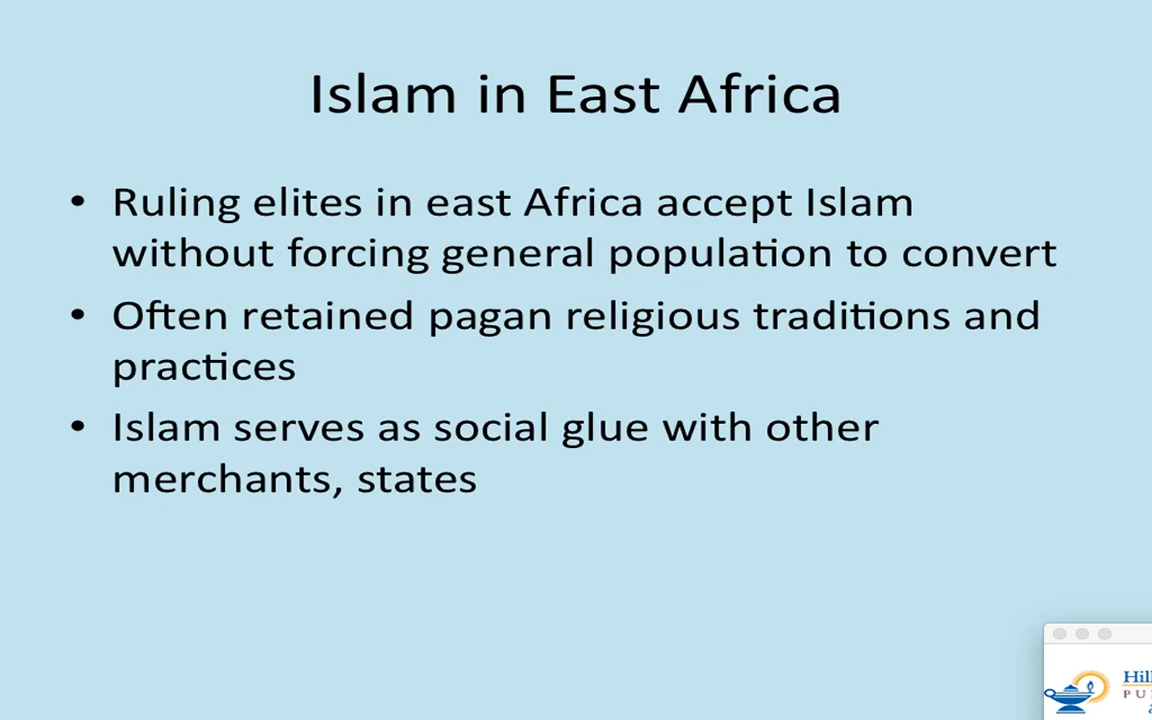 Islam in East Africa
• Ruling elites in east Africa accept Islam
without forcing general population to convert
• Often retained pagan religious traditions and
practices
• Islam serves as social glue with other
merchants, states